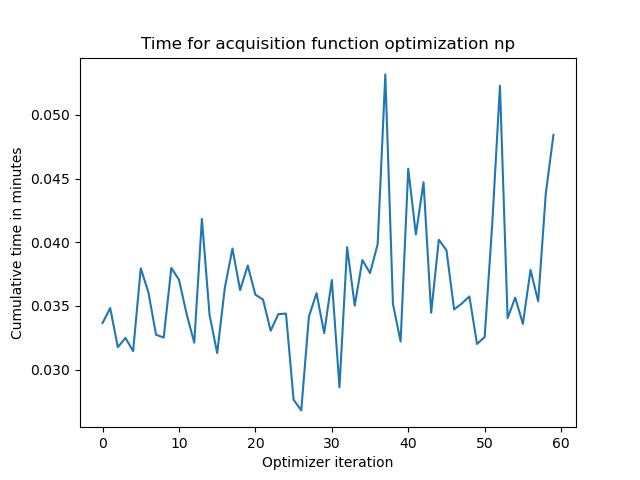 Time for acquisition function optimization np
Cumulative time in minutes
0.050
0.045
0.040
0.035
0.030
0 10 20 30 40 50 60
Optimizer iteration